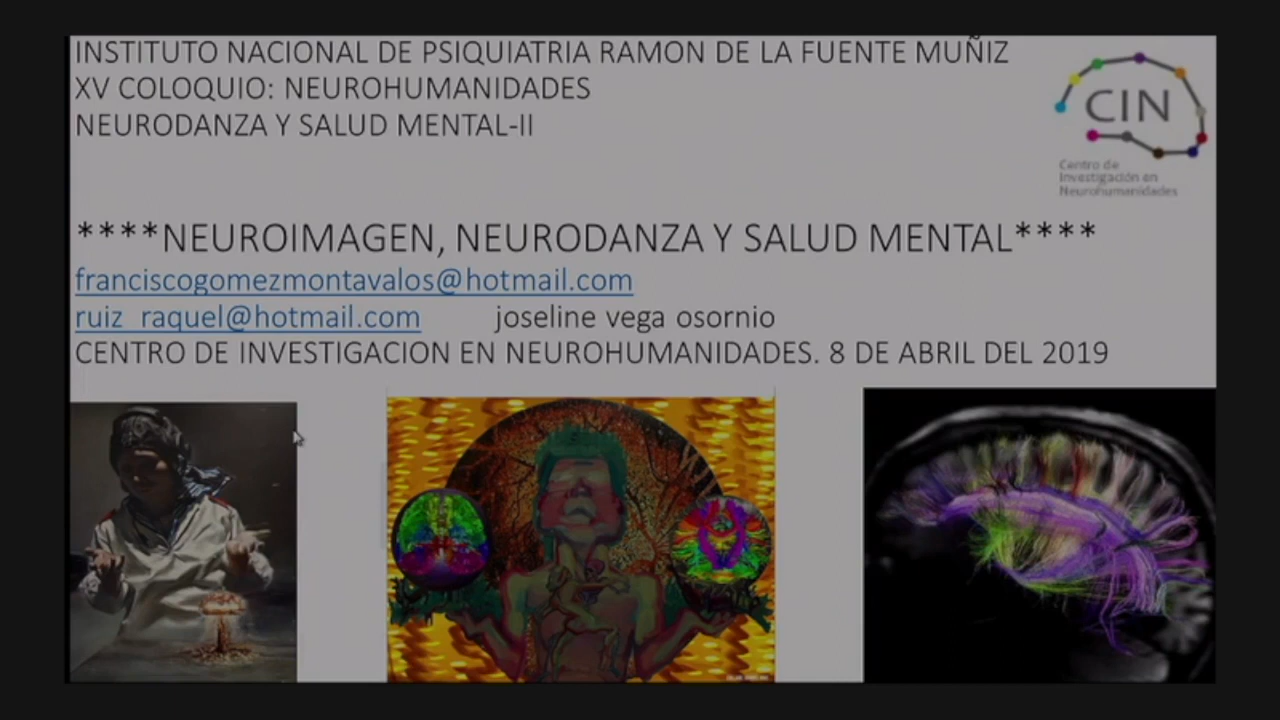 INSTITUTO NACIONAL DE PSIQUIATRIA RAMON DE LA FUENTE MUÑIZ
XV COLOQUIO: NEUROHUMANIDADES
NEURODANZA Y SALUD MENTAL-II
CIN
Centro de
Investigación en
Neurohumanidades
****NEUROIMAGEN, NEURODANZA Y SALUD MENTAL****
franciscogomezmontavalos@hotmail.com
ruiz_raquel@hotmail.com joseline vega osornio
CENTRO DE INVESTIGACION EN NEUROHUMANIDADES. 8 DE ABRIL DEL 2019